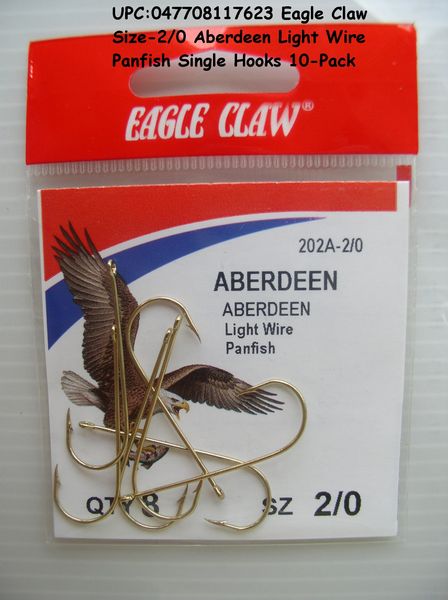 UPC:047708117623 Eagle Claw
Size-2/0 Aberdeen Light Wire
Panfish Single Hooks 10-Pack
EAGLE CLAW®
202A-2/0
ABERDEEN
ABERDEEN
Light Wire
Panfish
QTY 8 SZ 2/0